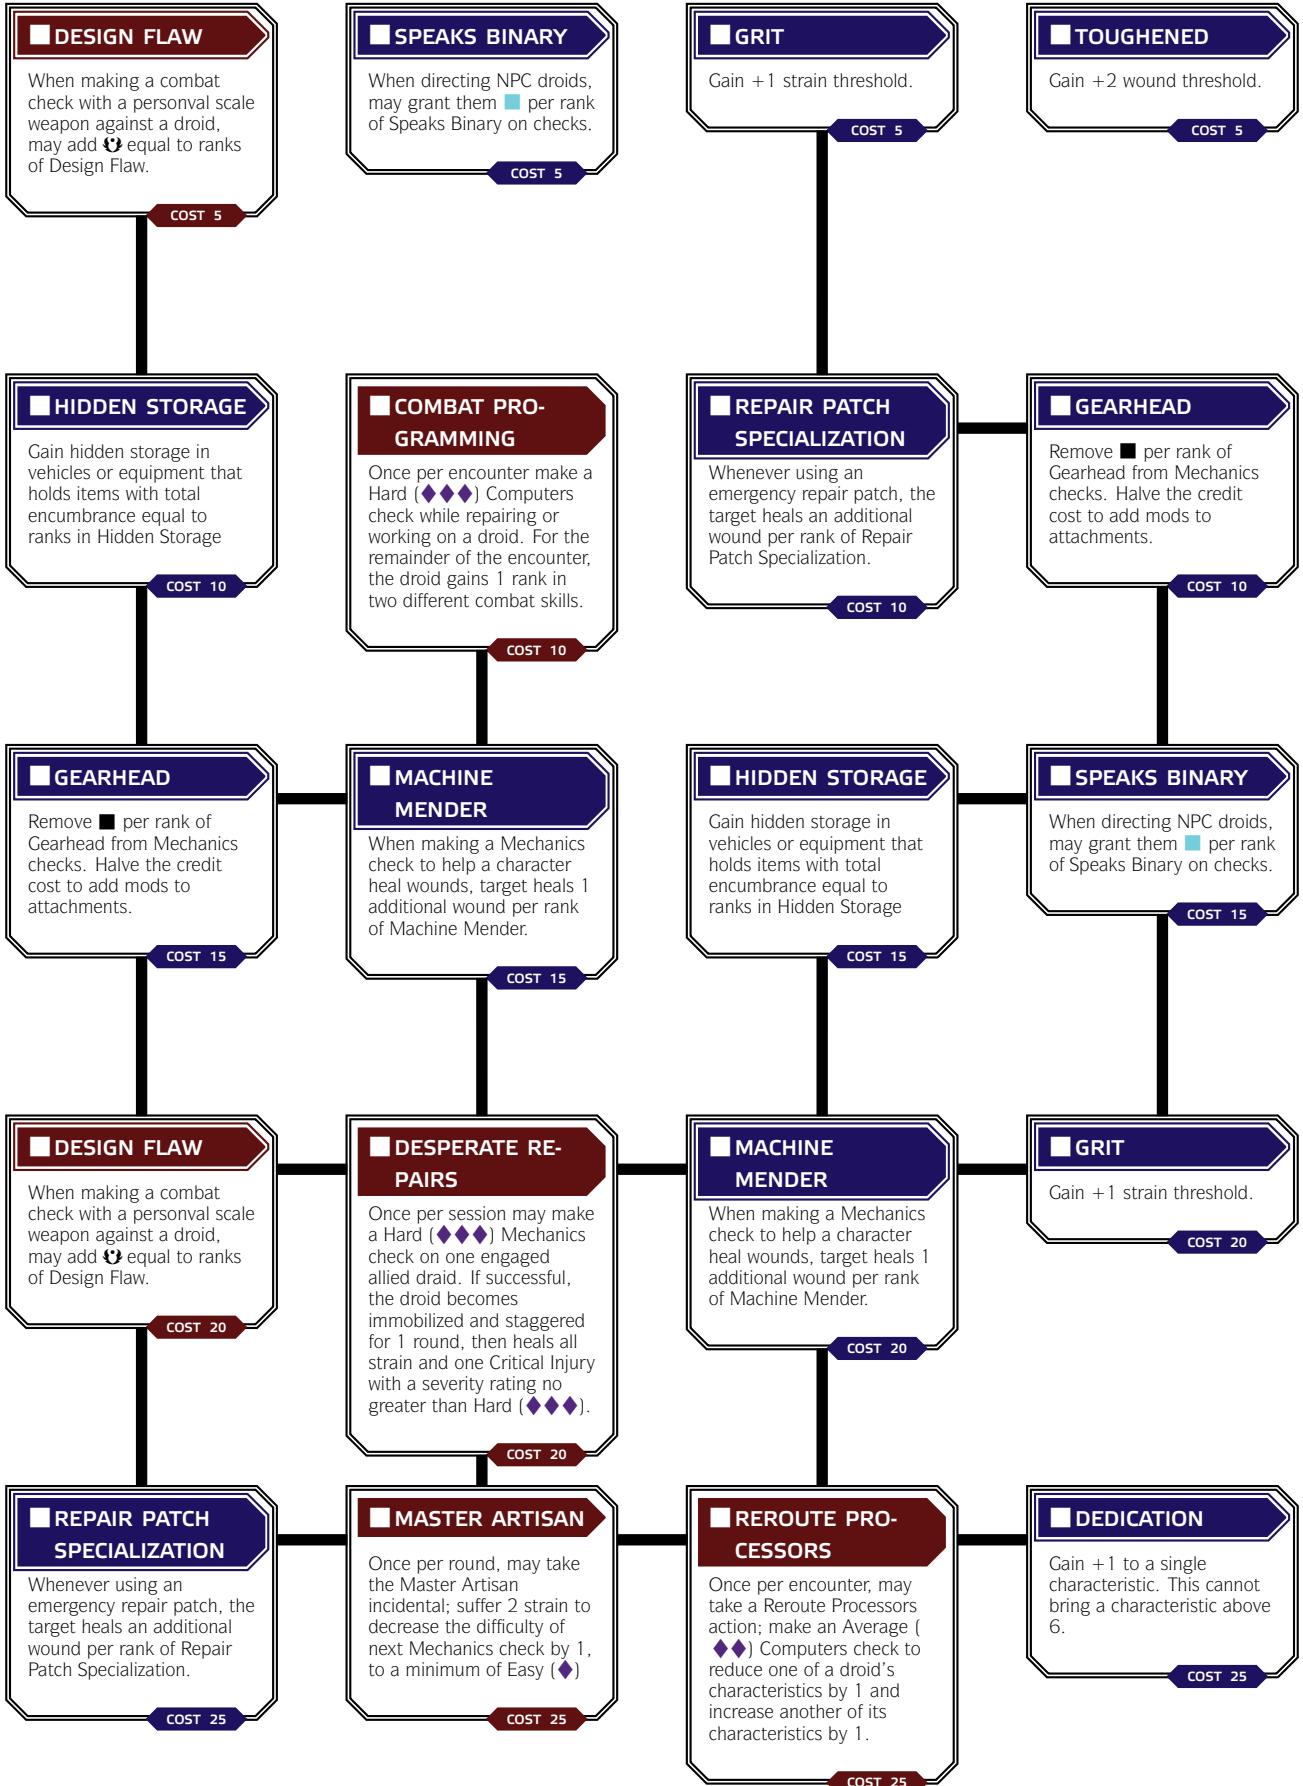 DESIGN FLAW
When making a combat
check with a personval scale
weapon against a droid,
may add equal to ranks
of Design Flaw.
COST 5
SPEAKS BINARY
When directing NPC droids,
may grant them per rank
of Speaks Binary on checks.
COST 5
GRIT
Gain +1 strain threshold.
COST 5
TOUGHENED
Gain +2 wound threshold.
COST 5
HIDDEN STORAGE
Gain hidden storage in
vehicles or equipment that
holds items with total
encumbrance equal to
ranks in Hidden Storage
COST 10
COMBAT PRO-
GRAMMING
Once per encounter make a
Hard (♦♦♦) Computers
check while repairing or
working on a droid. For the
remainder of the encounter,
the droid gains 1 rank in
two different combat skills.
COST 10
REPAIR PATCH
SPECIALIZATION
Whenever using an
emergency repair patch, the
target heals an additional
wound per rank of Repair
Patch Specialization.
COST 10
GEARHEAD
Remove ■ per rank of
Gearhead from Mechanics
checks. Halve the credit
cost to add mods to
attachments.
COST 10
GEARHEAD
Remove ■ per rank of
Gearhead from Mechanics
checks. Halve the credit
cost to add mods to
attachments.
COST 15
MACHINE
MENDER
When making a Mechanics
check to help a character
heal wounds, target heals 1
additional wound per rank
of Machine Mender.
COST 15
HIDDEN STORAGE
Gain hidden storage in
vehicles or equipment that
holds items with total
encumbrance equal to
ranks in Hidden Storage
COST 15
SPEAKS BINARY
When directing NPC droids,
may grant them per rank
of Speaks Binary on checks.
COST 15
DESIGN FLAW
When making a combat
check with a personval scale
weapon against a droid,
may add equal to ranks
of Design Flaw.
COST 20
DESPERATE RE-
PAIRS
Once per session may make
a Hard (♦♦♦) Mechanics
check on one engaged
allied draid. If successful,
the droid becomes
immobilized and staggered
for 1 round, then heals all
strain and one Critical Injury
with a severity rating no
greater than Hard (♦♦♦).
COST 20
MACHINE
MENDER
When making a Mechanics
check to help a character
heal wounds, target heals 1
additional wound per rank
of Machine Mender.
COST 20
GRIT
Gain +1 strain threshold.
COST 20
REPAIR PATCH
SPECIALIZATION
Whenever using an
emergency repair patch, the
target heals an additional
wound per rank of Repair
Patch Specialization.
COST 25
MASTER ARTISAN
Once per round, may take
the Master Artisan
incidental; suffer 2 strain to
decrease the difficulty of
next Mechanics check by 1,
to a minimum of Easy (♦)
COST 25
REROUTE PRO-
CESSORS
Once per encounter, may
take a Reroute Processors
action; make an Average (
♦♦) Computers check to
reduce one of a droid's
characteristics by 1 and
increase another of its
characteristics by 1.
COST 25
DEDICATION
Gain +1 to a single
characteristic. This cannot
bring a characteristic above
6.
COST 25